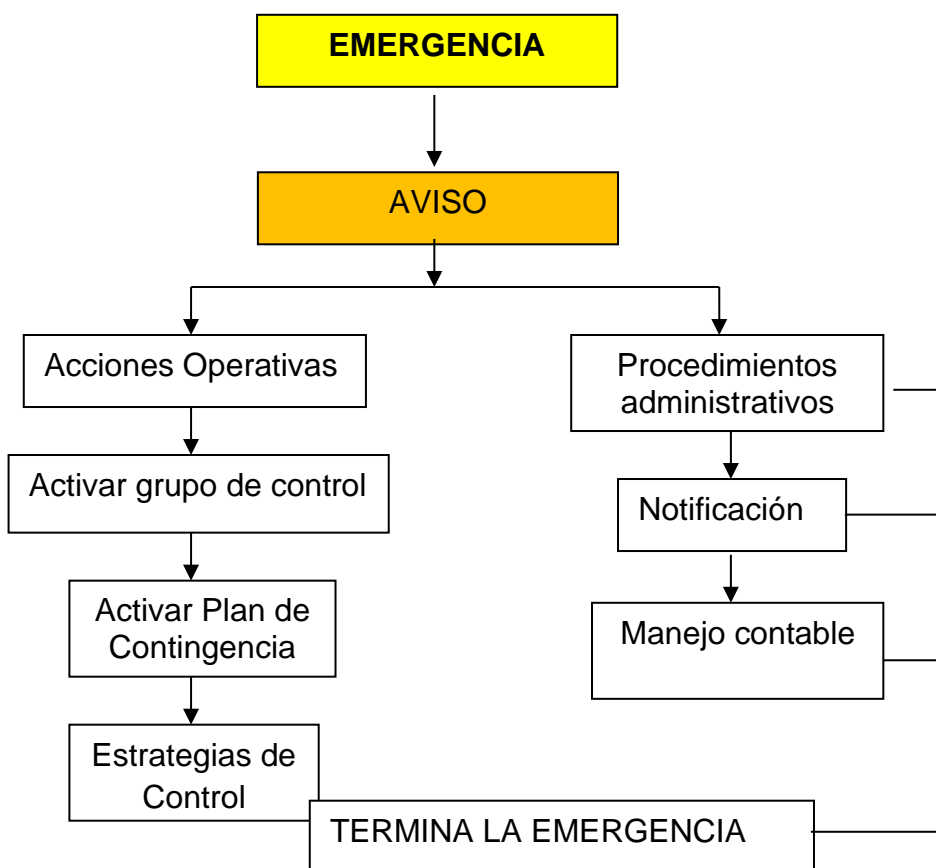 EMERGENCIA
AVISO
Acciones Operativas
Activar grupo de control
Activar Plan de
Contingencia
Estrategias de
Control
Procedimientos
administrativos
Notificación
Manejo contable
TERMINA LA EMERGENCIA